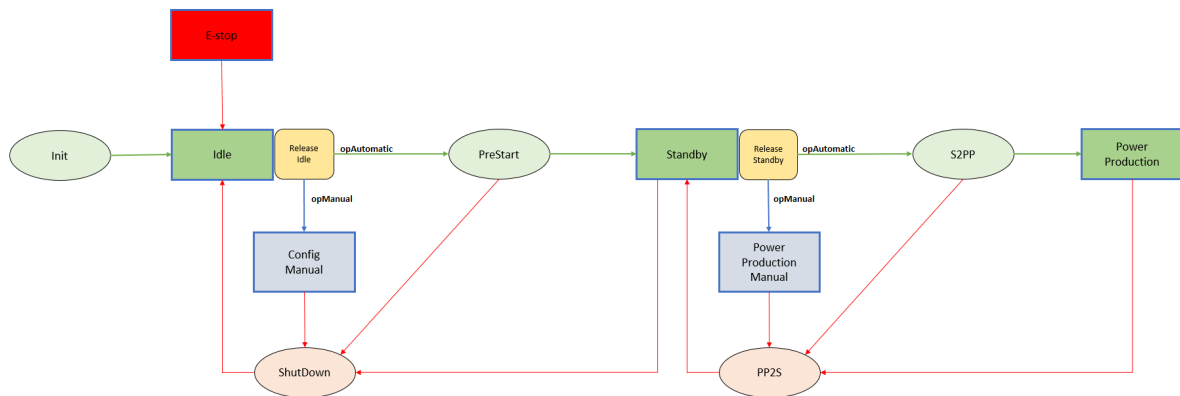 E-stop
Init
Idle
Release
Idle
opAutomatic
PreStart
Standby
Release
Standby
opAutomatic
S2PP
Power
Production
opManual
opManual
Config
Manual
Power
Production
Manual
ShutDown
PP2S